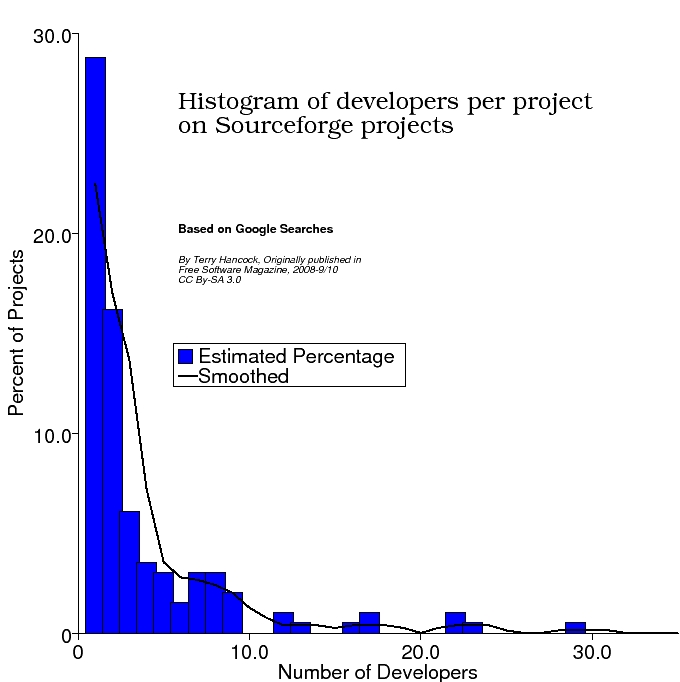 30.0
Histogram of developers per project
on Sourceforge projects
20.0
Based on Google Searches
By Terry Hancock, Originally published in
Free Software Magazine, 2008-9/10
CC By-SA 3.0
Percent of Projects
Estimated Percentage
Smoothed
10.0
0
0 10.0 20.0 30.0
Number of Developers